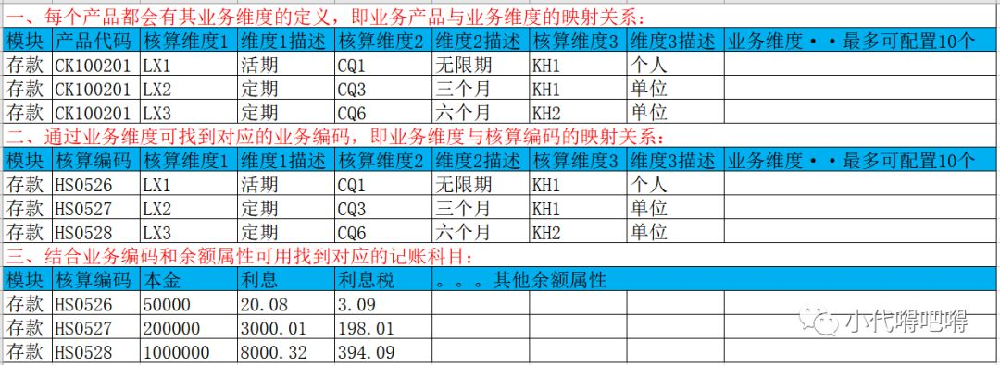 一、每个产品都会有其业务维度的定义，即业务产品与业务维度的映射关系：
模块 产品代码 核算维度1 维度1描述 核算维度2 维度2描述 核算维度3 维度3描述 业务维度··最多可配置10个
存款 CK100201 LX1 活期 CQ1 无限期 KH1 个人
存款 CK100201 LX2 定期 CQ3 三个月 KH1 单位
存款 CK100201 LX3 定期 CQ6 六个月 KH2 单位
二、通过业务维度可找到对应的业务编码，即业务维度与核算编码的映射关系：
模块 核算编码 核算维度1 维度1描述 核算维度2 维度2描述 核算维度3 维度3描述 业务维度··最多可配置10个
存款 HS0526 LX1 活期 CQ1 无限期 KH1 个人
存款 HS0527 LX2 定期 CQ3 三个月 KH1 单位
存款 HS0528 LX3 定期 CQ6 六个月 KH2 单位
三、结合业务编码和余额属性可用找到对应的记账科目：
模块 核算编码 本金 利息 利息税 。。。其他余额属性
存款 HS0526 50000 20.08 3.09
存款 HS0527 200000 3000.01 198.01
存款 HS0528 1000000 8000.32 394.09
小代嘚吧嘚